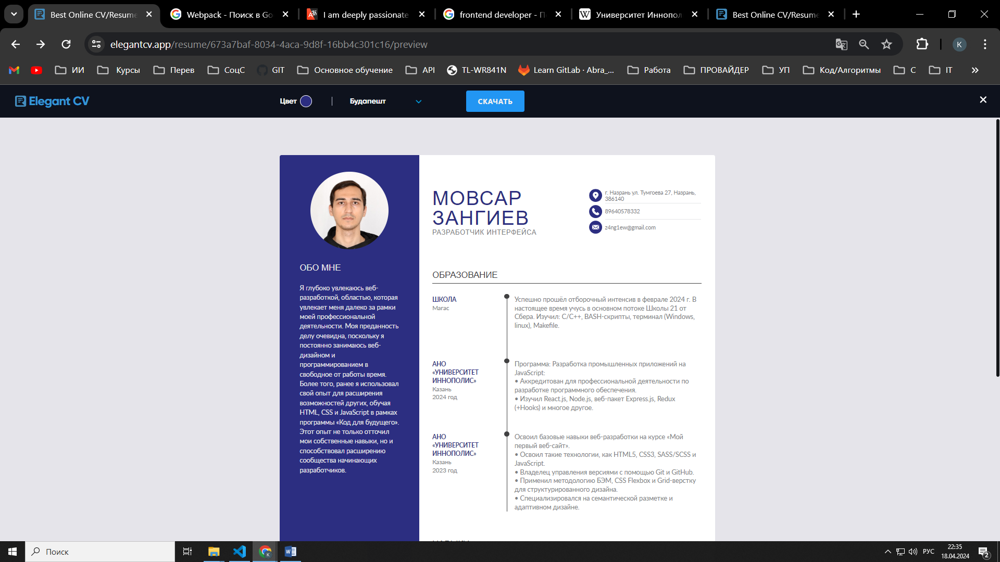 Best Online CV/Resume
Webpack - Поиск в Go
I am deeply passionate
frontend developer - П
Университет Иннопол
Best Online CV/Resume
elegantcv.app/resume/673a7baf-8034-4aca-9d8f-16bb4c301c16/preview
K
ИИ
Курсы
Перев
СоцС
GIT
Основное обучение
API
TL-WR841N
Learn GitLab · Abra_...
Работа
ПРОВАЙДЕР
УП
Код/Алгоритмы
С
IT
Elegant CV
Цвет
Будапешт
СКАЧАТЬ
МОВСАР
ЗАНГИЕВ
РАЗРАБОТЧИК ИНТЕРФЕЙСА
г. Назрань ул. Тумгоева 27, Назрань,
386140
89640578332
z4ng1ew@gmail.com
ОБО МНЕ
Я глубоко увлекаюсь веб-
разработкой, областью, которая
увлекает меня далеко за рамки
моей профессиональной
деятельности. Моя преданность
делу очевидна, поскольку я
постоянно занимаюсь веб-
дизайном и
программированием в
свободное от работы время.
Более того, ранее я использовал
свой опыт для расширения
возможностей других, обучая
HTML, CSS и JavaScript в рамках
программы «Код для будущего».
Этот опыт не только отточил
мои собственные навыки, но и
способствовал расширению
сообщества начинающих
разработчиков.
ОБРАЗОВАНИЕ
ШКОЛА
Магас
Успешно прошёл отборочный интенсив в феврале 2024 г. В
настоящее время учусь в основном потоке Школы 21 от
Сбера. Изучил: C/C++, BASH-скрипты, терминал (Windows,
linux), Makefile.
АНО
«УНИВЕРСИТЕТ
ИННОПОЛИС»
Казань
2024 год
Программа: Разработка промышленных приложений на
JavaScript:
• Аккредитован для профессиональной деятельности по
разработке программного обеспечения.
• Изучил React.js, Node.js, веб-пакет Express.js, Redux
(+Hooks) и многое другое.
АНО
«УНИВЕРСИТЕТ
ИННОПОЛИС»
Казань
2023 год
Освоил базовые навыки веб-разработки на курсе «Мой
первый веб-сайт».
• Освоил такие технологии, как HTML5, CSS3, SASS/SCSS и
JavaScript.
• Владелец управления версиями с помощью Git и GitHub.
• Применил методологию БЭМ, CSS Flexbox и Grid-верстку
для структурированного дизайна.
• Специализировался на семантической разметке и
адаптивном дизайне.
Поиск
РУС
22:35
18.04.2024
2